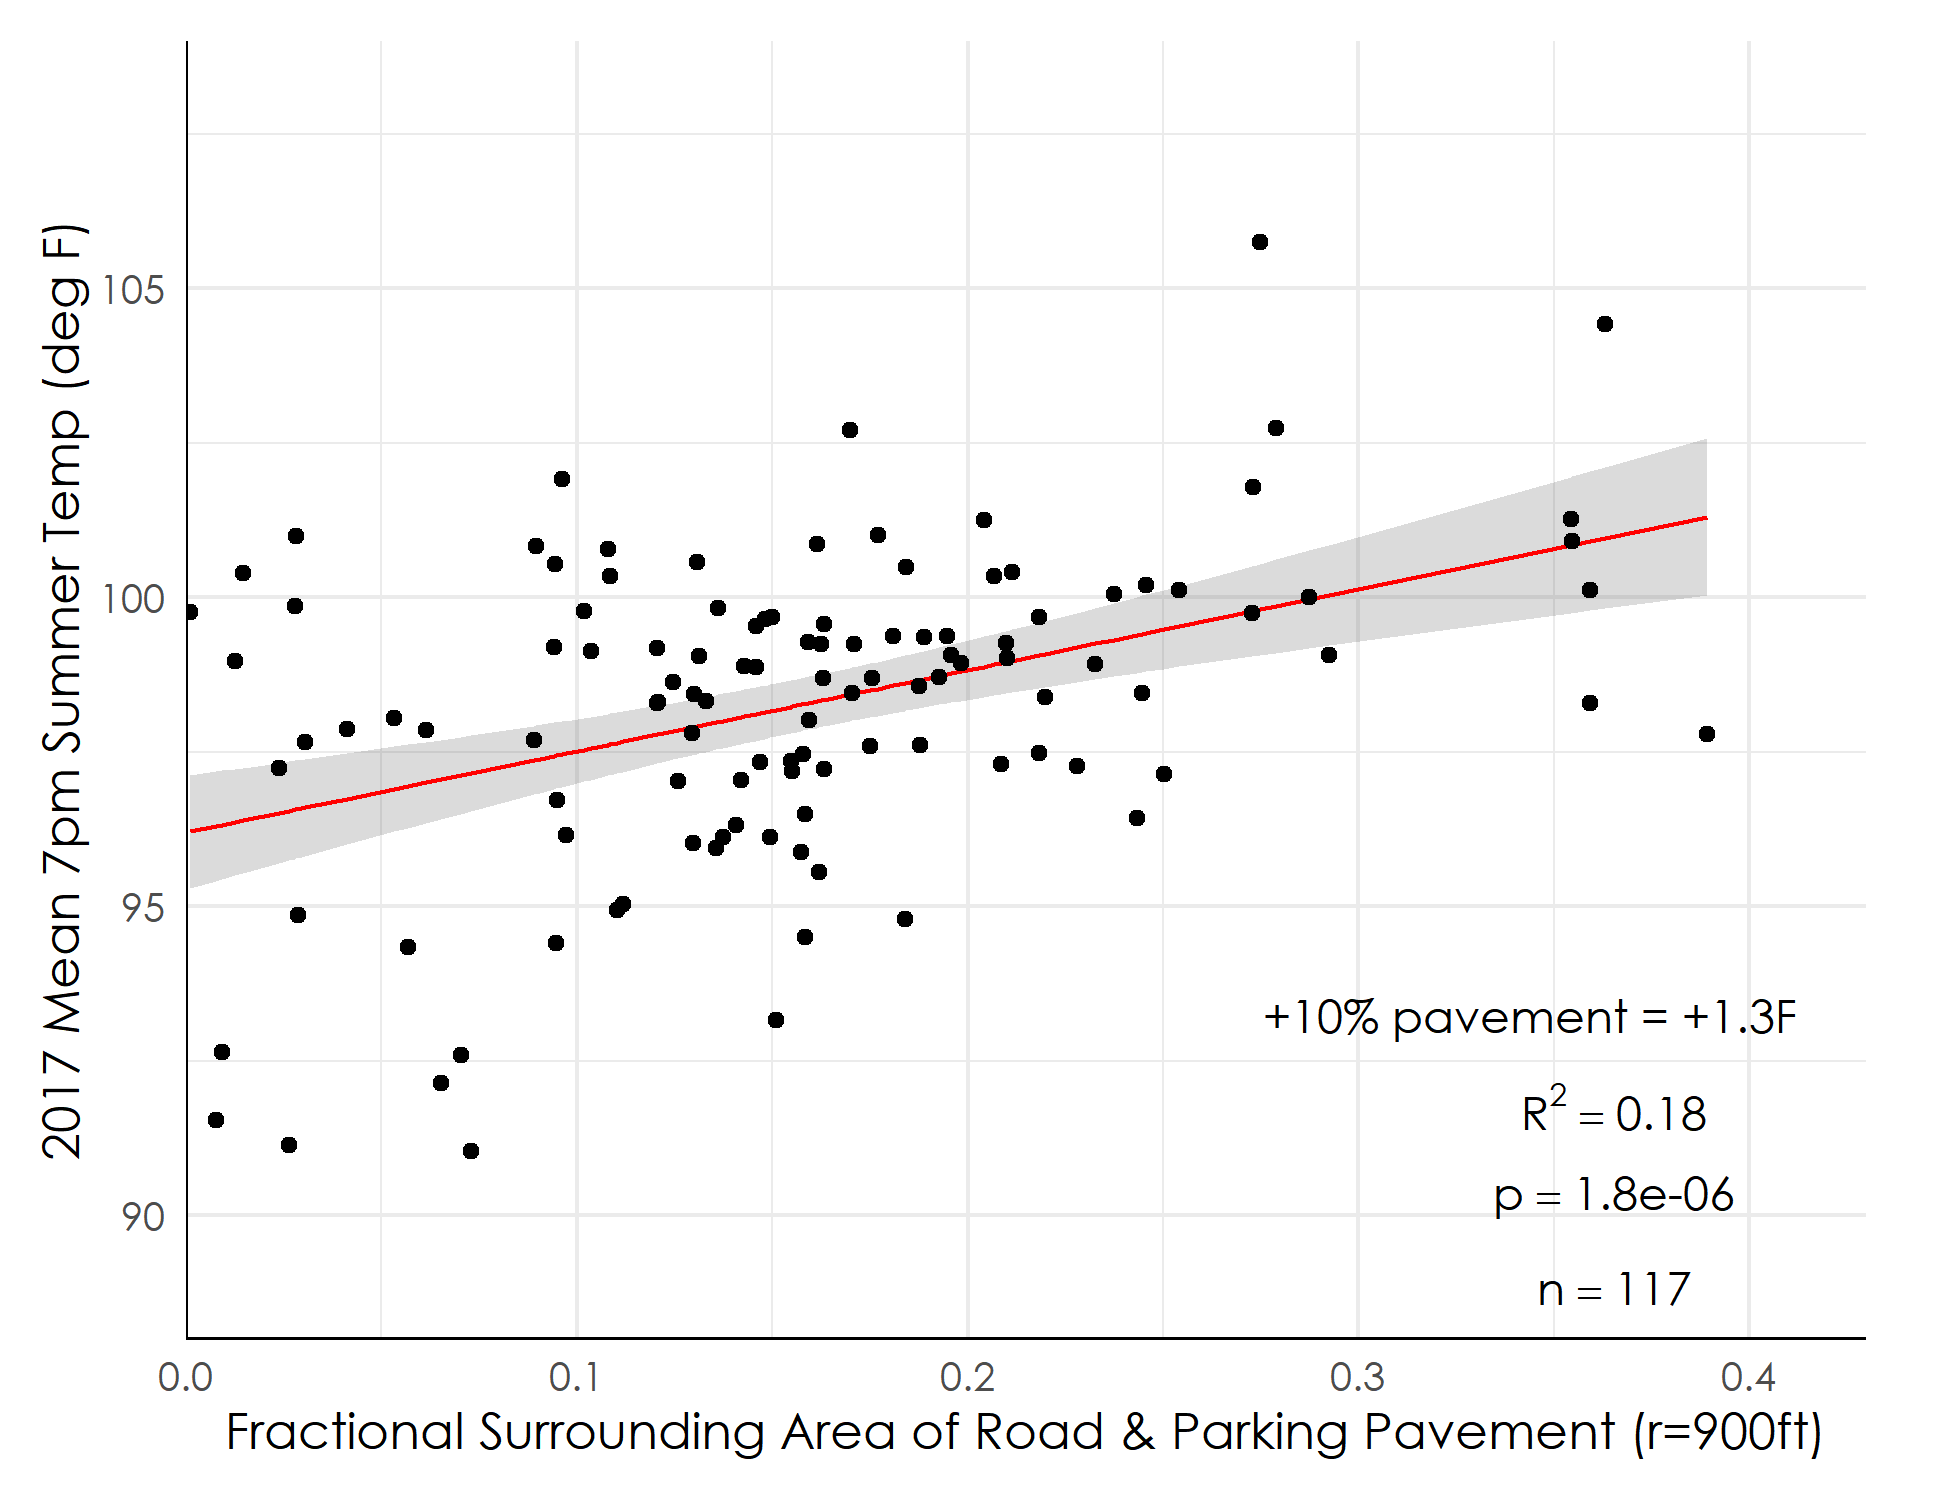 2017 Mean 7pm Summer Temp (deg F)
105
100
95
90
+10% pavement = +1.3F
R² = 0.18
p = 1.8e-06
n = 117
0.0 0.1 0.2 0.3 0.4
Fractional Surrounding Area of Road & Parking Pavement (r=900ft)